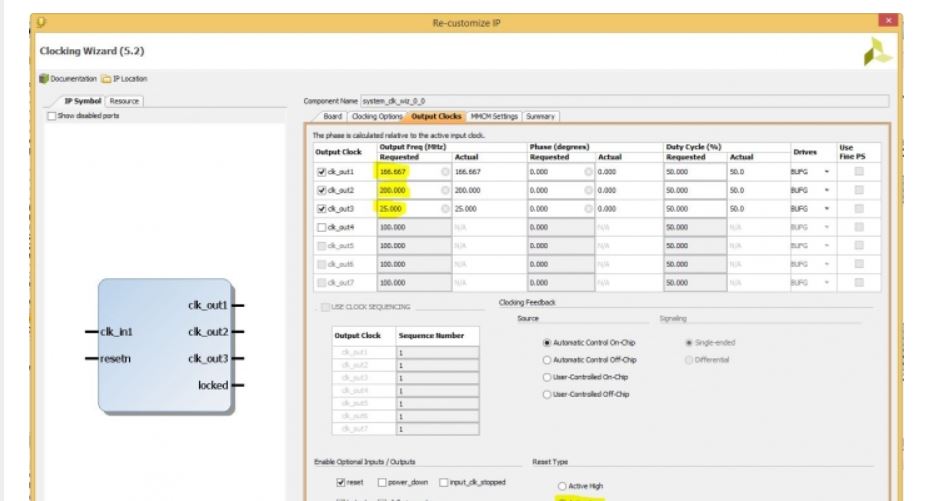 Re-customize IP
Clocking Wizard (5.2)
Documentation IP Location
IP Symbol Resource
Show disabled ports
clk_in1
resetn
clk_out1
clk_out2
clk_out3
locked
Component Name system_clk_wiz_0_0
Board Clocking Options Output Clocks MMCM Settings Summary
The phase is calculated relative to the active input clock.
Output Clock Output Freq (MHz) Phase (degrees) Duty Cycle (%) Drives Use Fine PS
Requested Actual Requested Actual Requested Actual
clk_out1 166.667 166.667 0.000 0.000 50.000 50.0 BUFG
clk_out2 200.000 200.000 0.000 0.000 50.000 50.0 BUFG
clk_out3 25.000 25.000 0.000 0.000 50.000 50.0 BUFG
clk_out4 100.000 N/A 0.000 N/A 50.000 N/A BUFG
clk_out5 100.000 N/A 0.000 N/A 50.000 N/A BUFG
clk_out6 100.000 N/A 0.000 N/A 50.000 N/A BUFG
clk_out7 100.000 N/A 0.000 N/A 50.000 N/A BUFG
USE CLOCK SEQUENCING
Output Clock Sequence Number
clk_out1 1
clk_out2 1
clk_out3 1
clk_out4 1
clk_out5 1
clk_out6 1
clk_out7 1
Clocking Feedback
Source Signaling
Automatic Control On-Chip Single-ended
Automatic Control Off-Chip Differential
User-Controlled On-Chip
User-Controlled Off-Chip
Enable Optional Inputs / Outputs Reset Type
reset power_down input_clk_stopped Active High